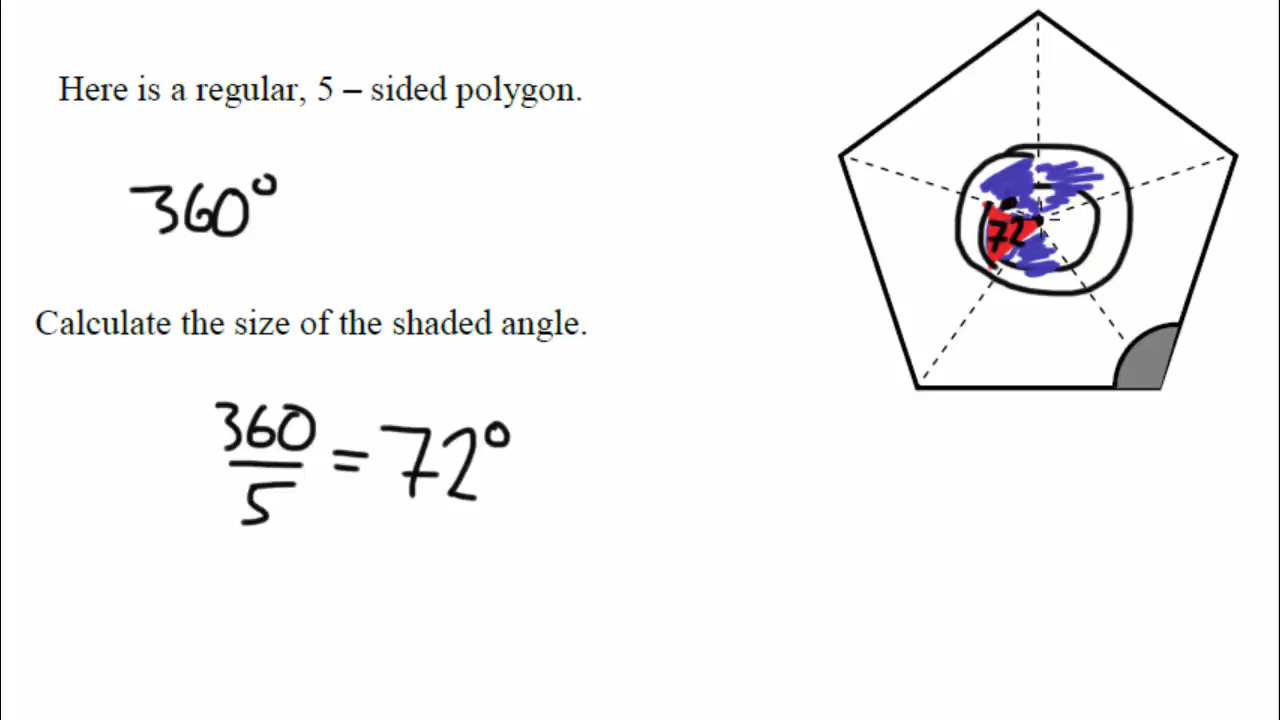 Here is a regular, 5 – sided polygon.
360°
72
Calculate the size of the shaded angle.
360
5
= 72°